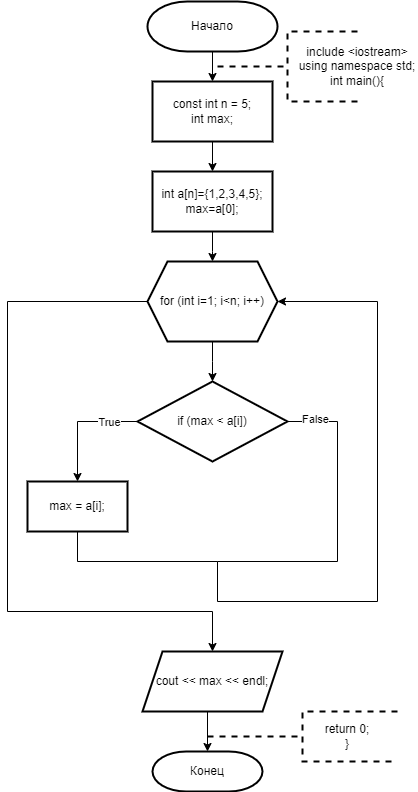 Начало
include <iostream>
using namespace std;
int main(){
const int n = 5;
int max;
int a[n]={1,2,3,4,5};
max=a[0];
for (int i=1; i<n; i++)
if (max < a[i])
True
False
max = a[i];
cout << max << endl;
return 0;
}
Конец